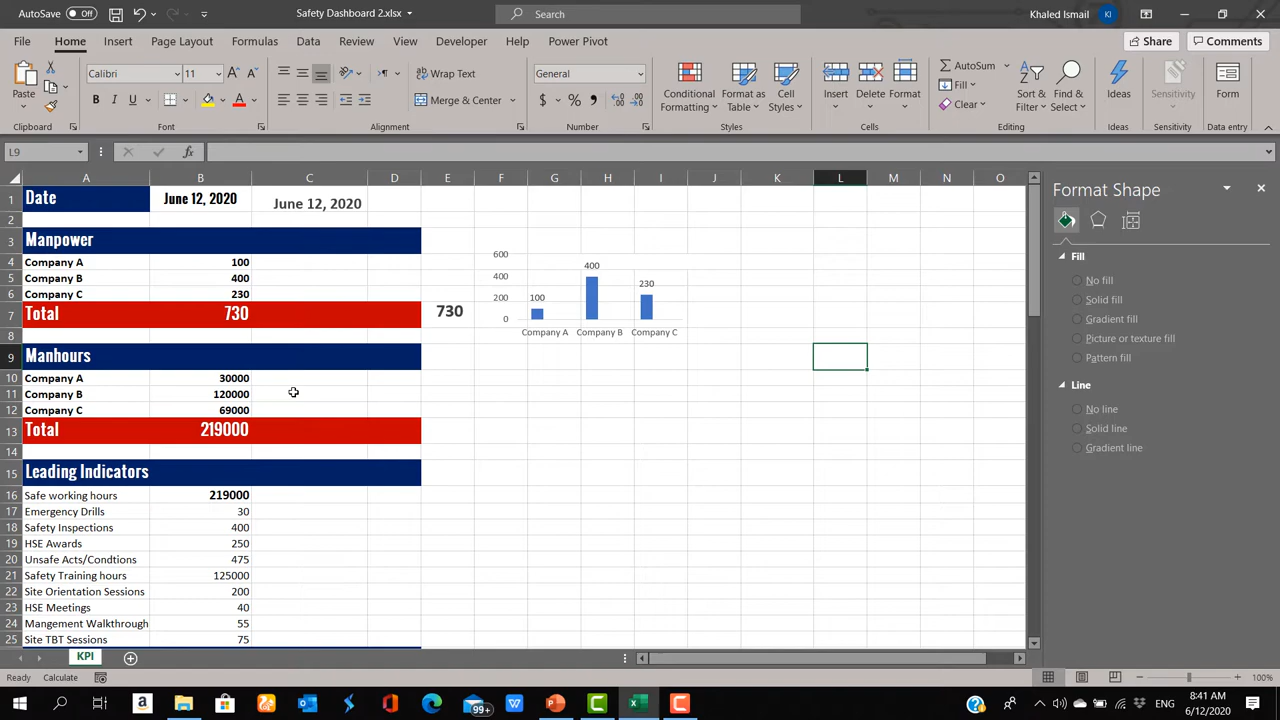 AutoSave Off Safety Dashboard 2.xlsx Search Khaled Ismail KI
File Home Insert Page Layout Formulas Data Review View Developer Help Power Pivot Share Comments
Paste Calibri 11 Wrap Text General Conditional Format as Cell Insert Delete Format AutoSum Sort & Find & Ideas Sensitivity Form
B I U Merge & Center $ % Formatting Table Styles Fill Filter Select
Clear
Clipboard Font Alignment Number Styles Cells Editing Ideas Sensitivity Data entry
L9 fx
A B C D E F G H I J K L M N O
1 Date June 12, 2020 June 12, 2020
2
3 Manpower
4 Company A 100
5 Company B 400
6 Company C 230
7 Total 730 730
8
9 Manhours
10 Company A 30000
11 Company B 120000
12 Company C 69000
13 Total 219000
14
15 Leading Indicators
16 Safe working hours 219000
17 Emergency Drills 30
18 Safety Inspections 400
19 HSE Awards 250
20 Unsafe Acts/Condtions 475
21 Safety Training hours 125000
22 Site Orientation Sessions 200
23 HSE Meetings 40
24 Mangement Walkthrough 55
25 Site TBT Sessions 75
600
400
200
0
100 400 230
Company A Company B Company C
Format Shape
Fill
No fill
Solid fill
Gradient fill
Picture or texture fill
Pattern fill
Line
No line
Solid line
Gradient line
KPI
Ready Calculate 100%
99+ ENG 8:41 AM
6/12/2020